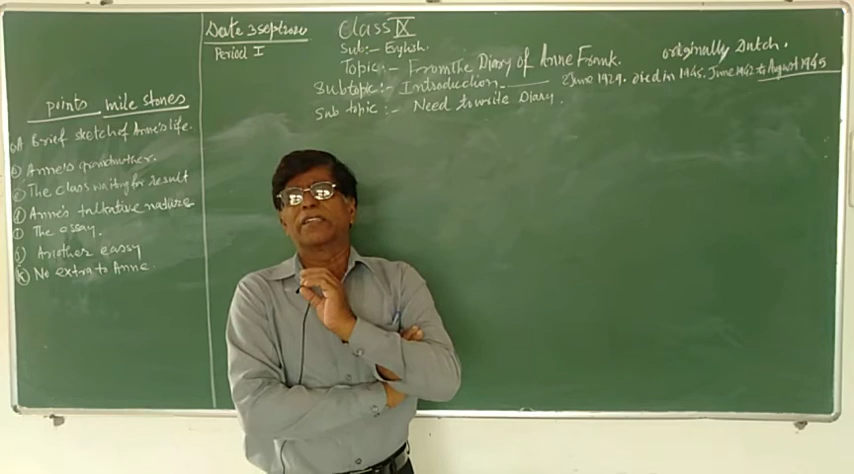 Date 3 Sept
Period I
Class IX
Sub:- English.
Topic:- From the Diary of Anne Frank. originally Dutch.
Subtopic:- Introduction. June 1929. died in 1945. June 1942 to August 1945
Sub topic:- Need to write Diary.
points mile stones
A brief sketch of Anne's life.
Anne's grandmother.
The class waiting for result
Anne's talkative nature
The essay.
Another eassy
No extra to Anne.